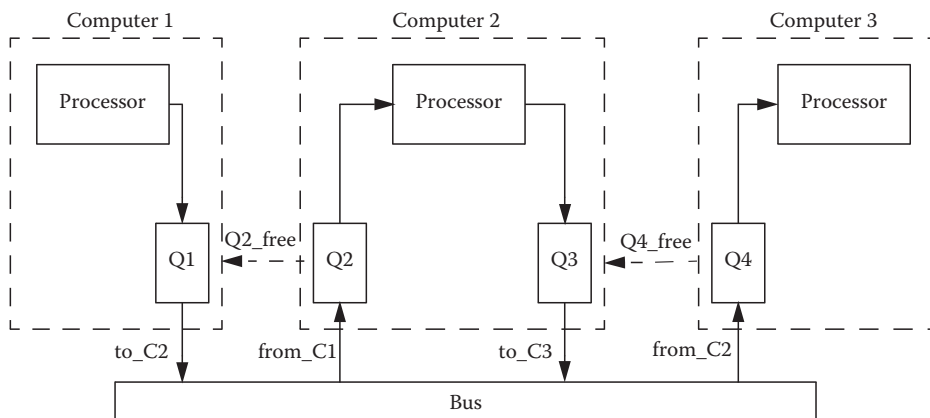 Computer 1
Computer 2
Computer 3
Processor
Processor
Processor
Q2_free
Q4_free
Q1
Q2
Q3
Q4
to_C2
from_C1
to_C3
from_C2
Bus